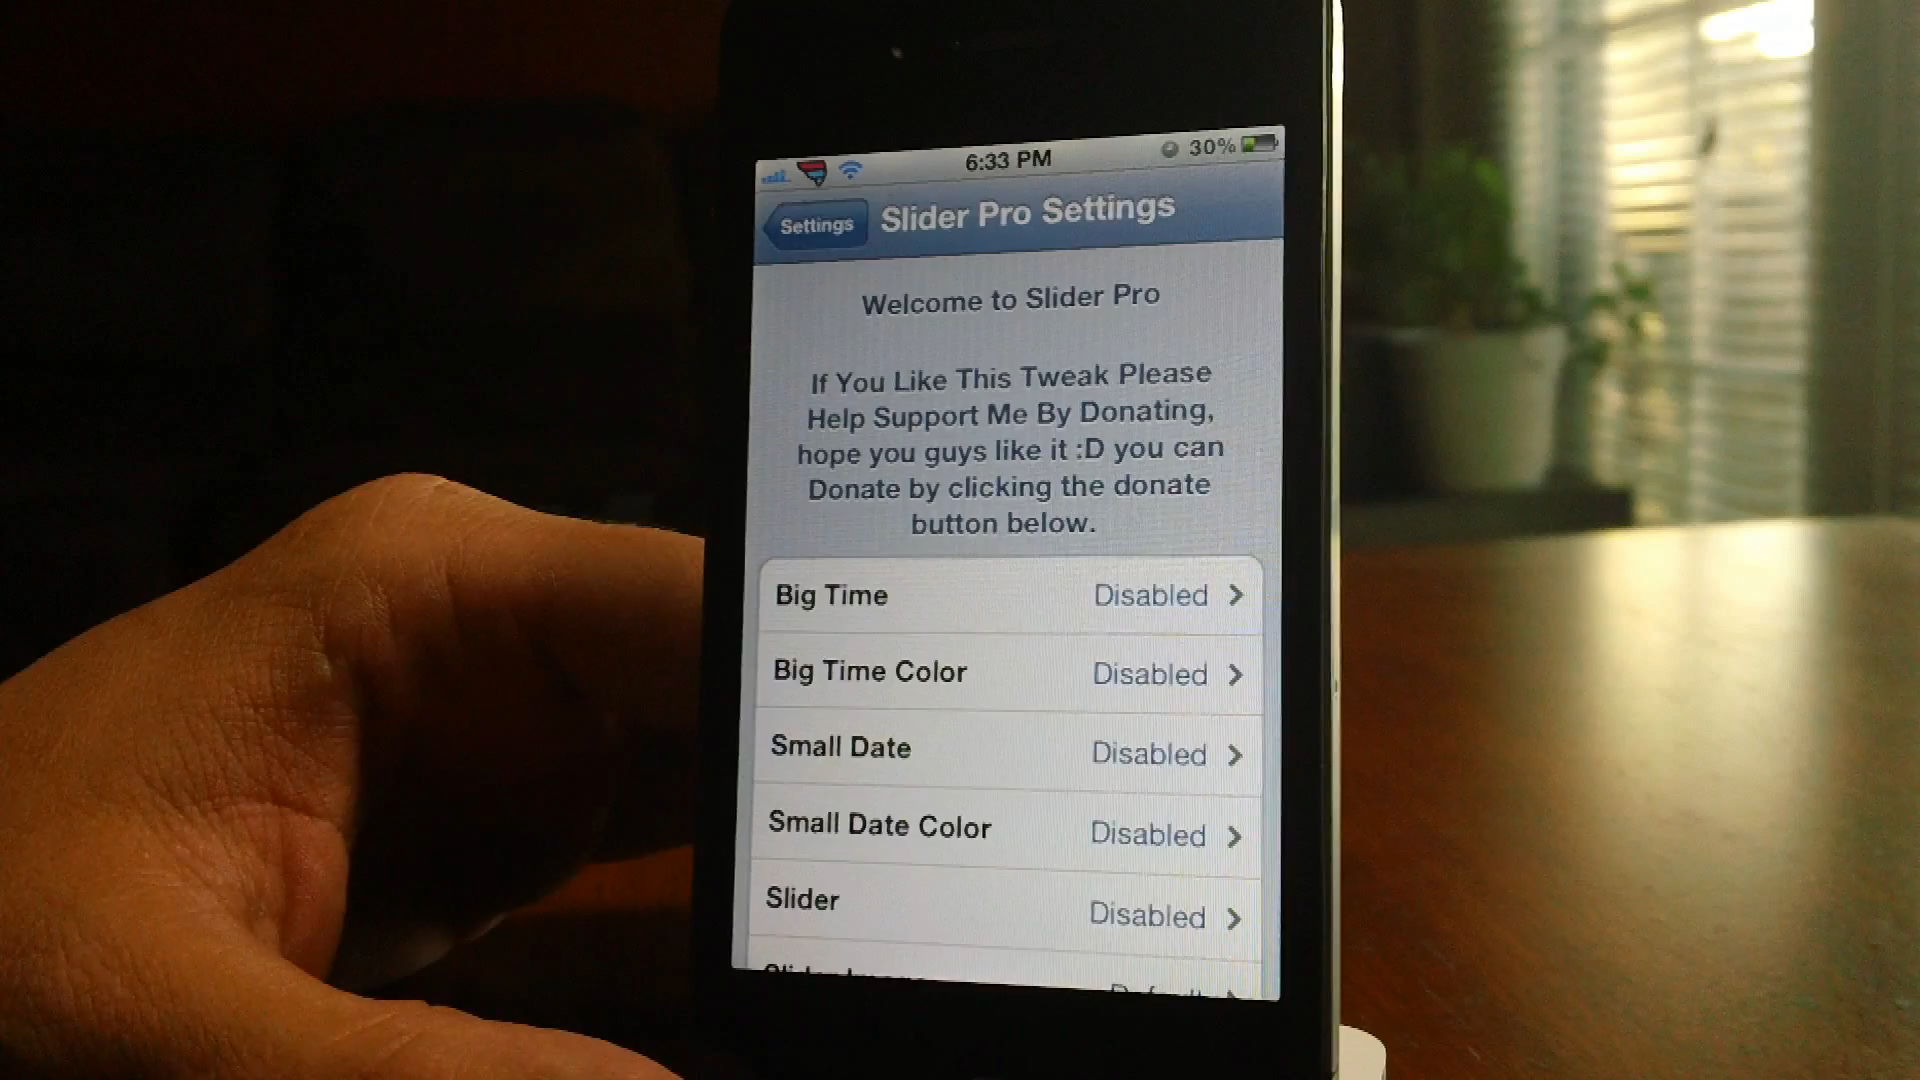 6:33 PM
30%
Settings
Slider Pro Settings
Welcome to Slider Pro
If You Like This Tweak Please
Help Support Me By Donating,
hope you guys like it :D you can
Donate by clicking the donate
button below.
Big Time Disabled
Big Time Color Disabled
Small Date Disabled
Small Date Color Disabled
Slider Disabled